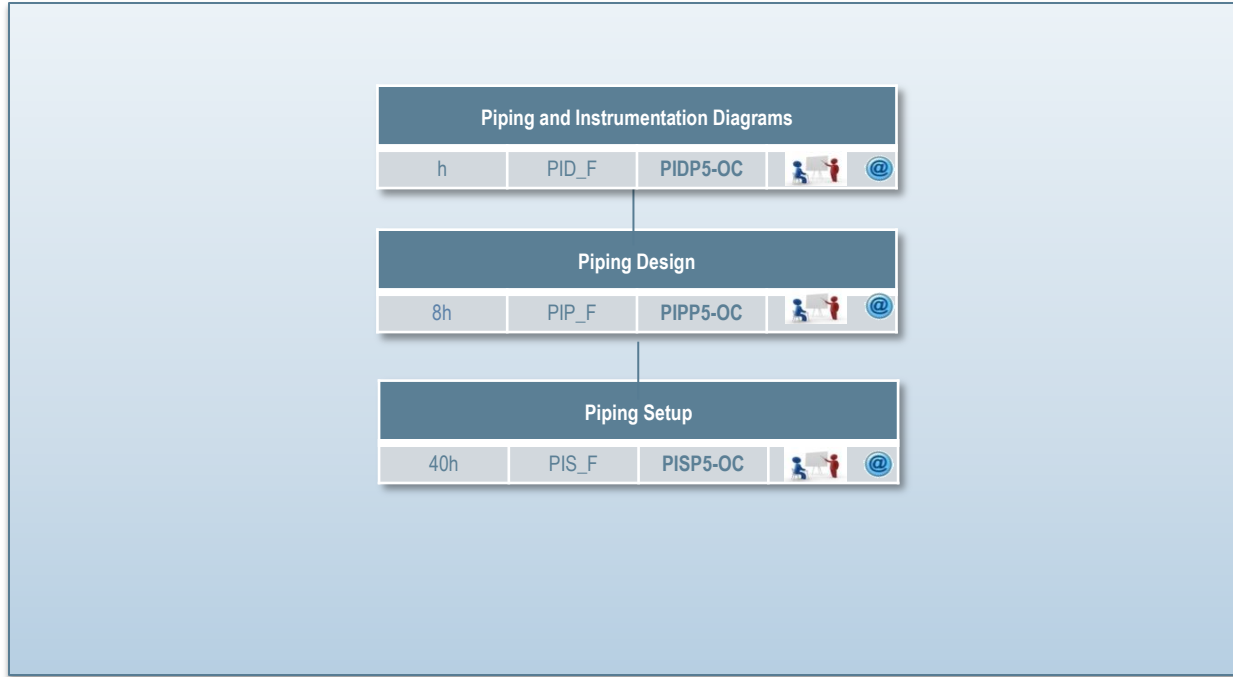 Piping and Instrumentation Diagrams
h PID_F PIDP5-OC @
Piping Design
8h PIP_F PIPP5-OC @
Piping Setup
40h PIS_F PISP5-OC @